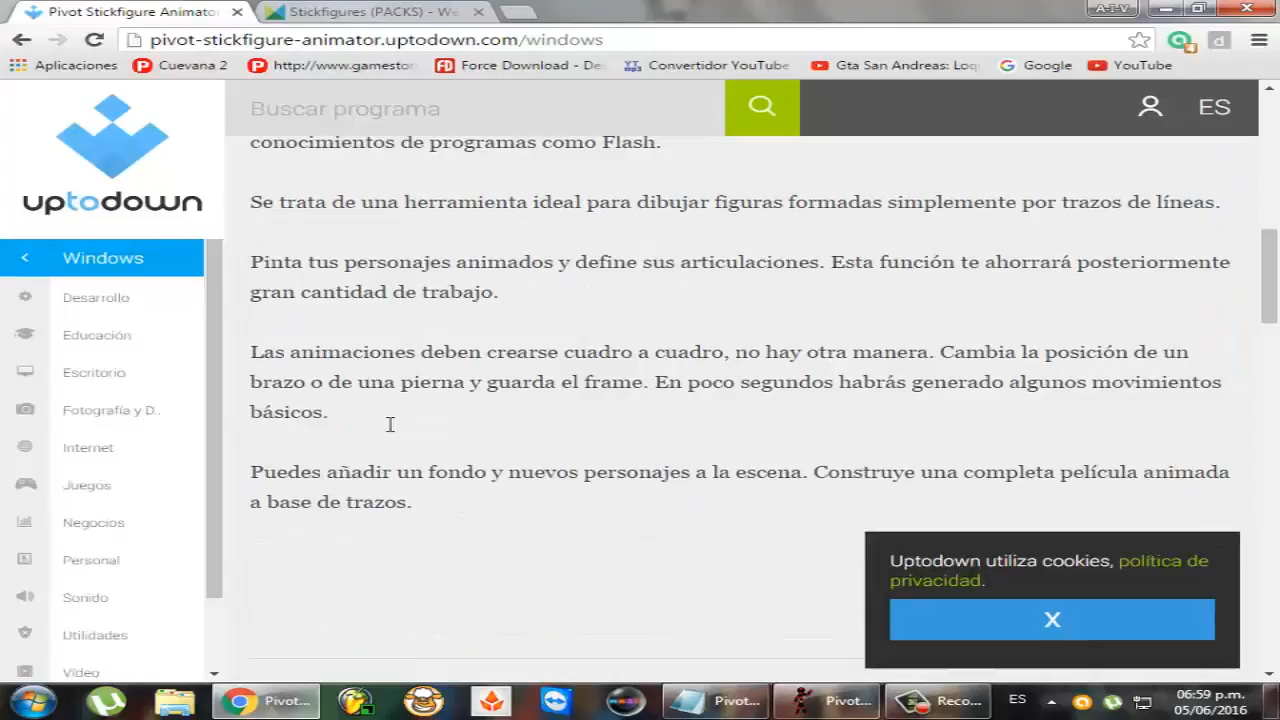 Pivot Stickfigure Animator
Stickfigures (PACKS) - We
A-I-V
pivot-stickfigure-animator.uptodown.com/windows
Aplicaciones
Cuevana 2
http://www.gamestor
Force Download - De
Convertidor YouTube
Gta San Andreas: Loq
Google
YouTube
uptodown
Buscar programa
ES
Windows
Desarrollo
Educación
Escritorio
Fotografía y D..
Internet
Juegos
Negocios
Personal
Sonido
Utilidades
Vídeo
conocimientos de programas como Flash.
Se trata de una herramienta ideal para dibujar figuras formadas simplemente por trazos de líneas.
Pinta tus personajes animados y define sus articulaciones. Esta función te ahorrará posteriormente
gran cantidad de trabajo.
Las animaciones deben crearse cuadro a cuadro, no hay otra manera. Cambia la posición de un
brazo o de una pierna y guarda el frame. En poco segundos habrás generado algunos movimientos
básicos.
Puedes añadir un fondo y nuevos personajes a la escena. Construye una completa película animada
a base de trazos.
Uptodown utiliza cookies, política de
privacidad.
X
Pivot...
Pivot...
Pivot...
Reco...
ES
06:59 p.m.
05/06/2016